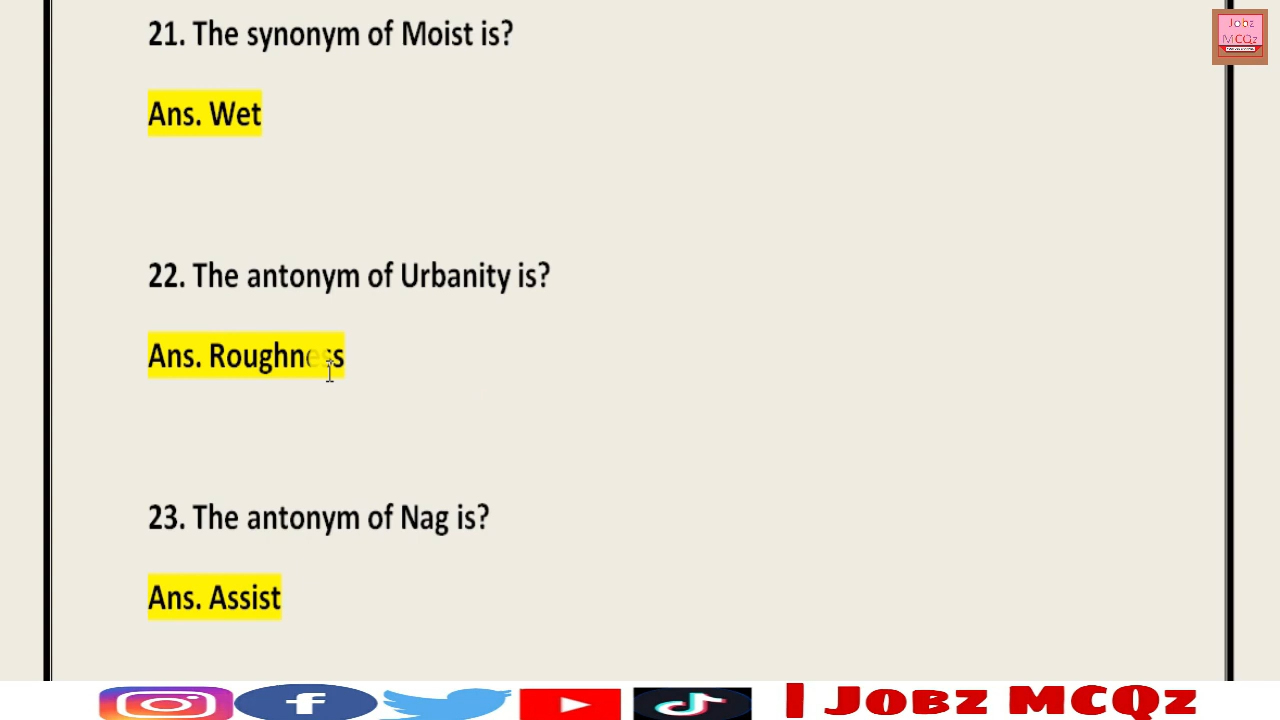 21. The synonym of Moist is?
Jobz
MCQz
Ans. Wet
22. The antonym of Urbanity is?
Ans. Roughness
23. The antonym of Nag is?
Ans. Assist
| Jobz MCQz